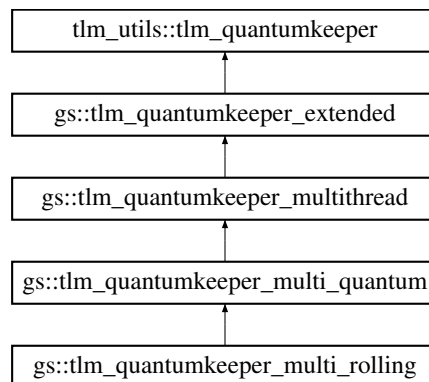 tlm_utils::tlm_quantumkeeper
gs::tlm_quantumkeeper_extended
gs::tlm_quantumkeeper_multithread
gs::tlm_quantumkeeper_multi_quantum
gs::tlm_quantumkeeper_multi_rolling